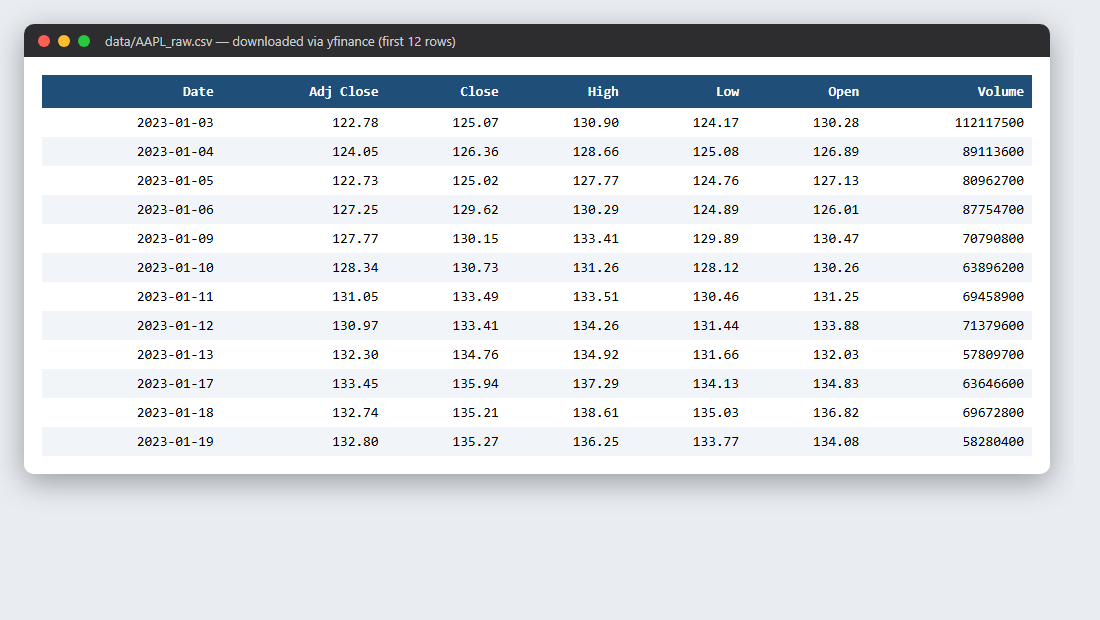 data/AAPL_raw.csv — downloaded via yfinance (first 12 rows)
Date Adj Close Close High Low Open Volume
2023-01-03 122.78 125.07 130.90 124.17 130.28 112117500
2023-01-04 124.05 126.36 128.66 125.08 126.89 89113600
2023-01-05 122.73 125.02 127.77 124.76 127.13 80962700
2023-01-06 127.25 129.62 130.29 124.89 126.01 87754700
2023-01-09 127.77 130.15 133.41 129.89 130.47 70790800
2023-01-10 128.34 130.73 131.26 128.12 130.26 63896200
2023-01-11 131.05 133.49 133.51 130.46 131.25 69458900
2023-01-12 130.97 133.41 134.26 131.44 133.88 71379600
2023-01-13 132.30 134.76 134.92 131.66 132.03 57809700
2023-01-17 133.45 135.94 137.29 134.13 134.83 63646600
2023-01-18 132.74 135.21 138.61 135.03 136.82 69672800
2023-01-19 132.80 135.27 136.25 133.77 134.08 58280400